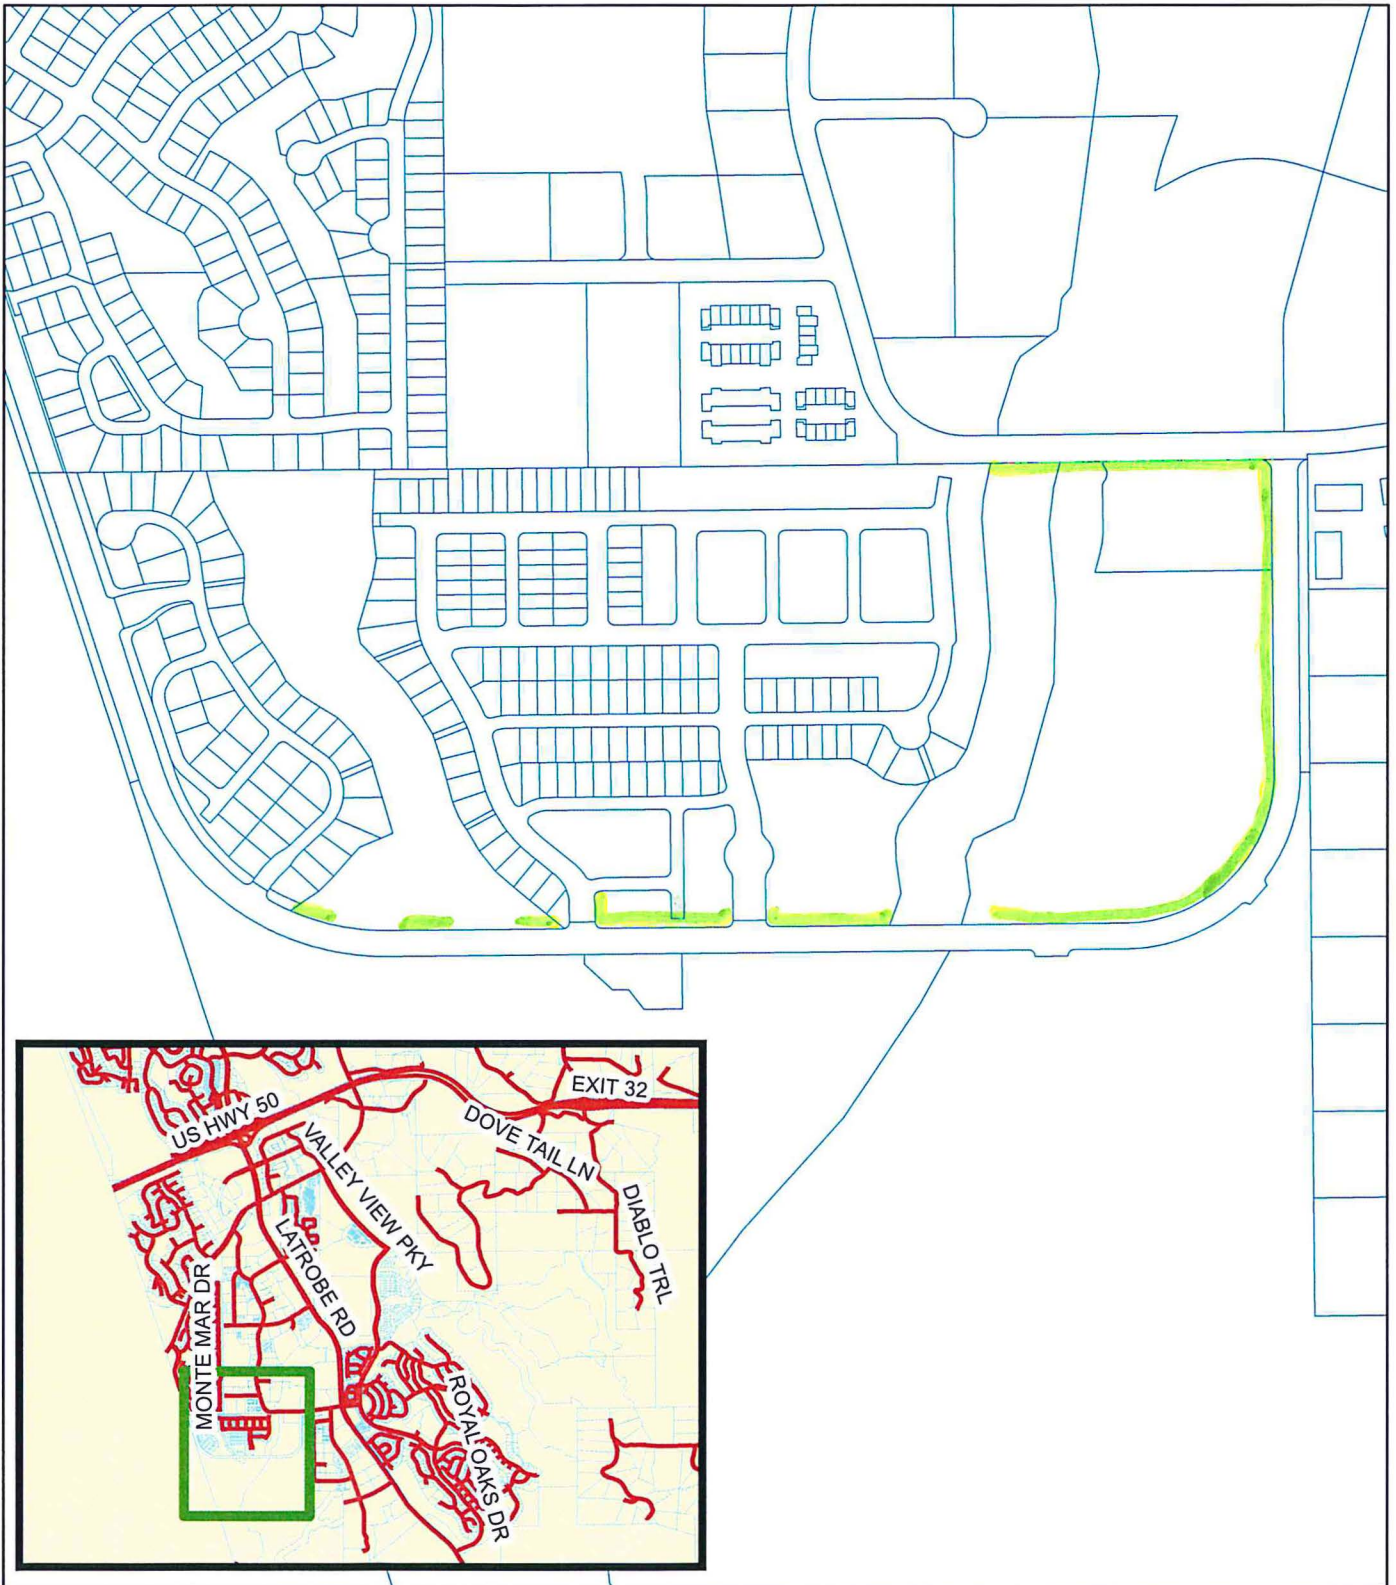 EXIT 32
US HWY 50
DOVE TAIL LN
VALLEY VIEW PKY
DIABLO TRL
LATROBE RD
MONTE MAR DR
ROYAL OAKS DR